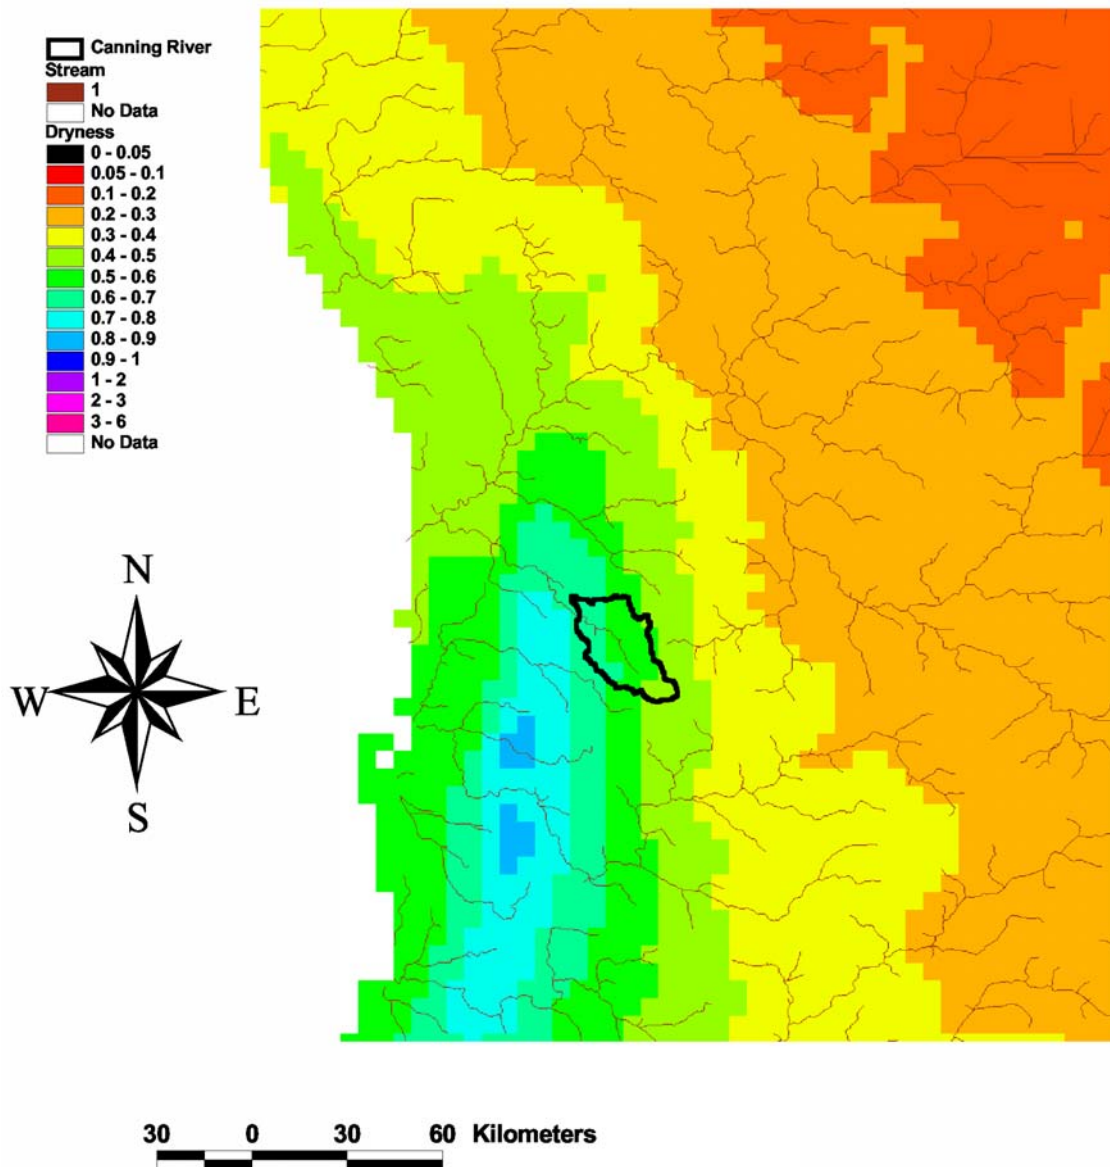 Canning River
Stream
1
No Data
Dryness
0 - 0.05
0.05 - 0.1
0.1 - 0.2
0.2 - 0.3
0.3 - 0.4
0.4 - 0.5
0.5 - 0.6
0.6 - 0.7
0.7 - 0.8
0.8 - 0.9
0.9 - 1
1 - 2
2 - 3
3 - 6
No Data
N
W E
S
30 0 30 60 Kilometers